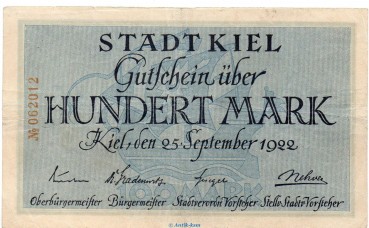 STADT KIEL
Gutschein über
HUNDERT MARK
Kiel, den 25. September 1922
Oberbürgermeister Bürgermeister Stadtverordn Vorsteher Stellv Stadtv Vorsteher
№ 062012